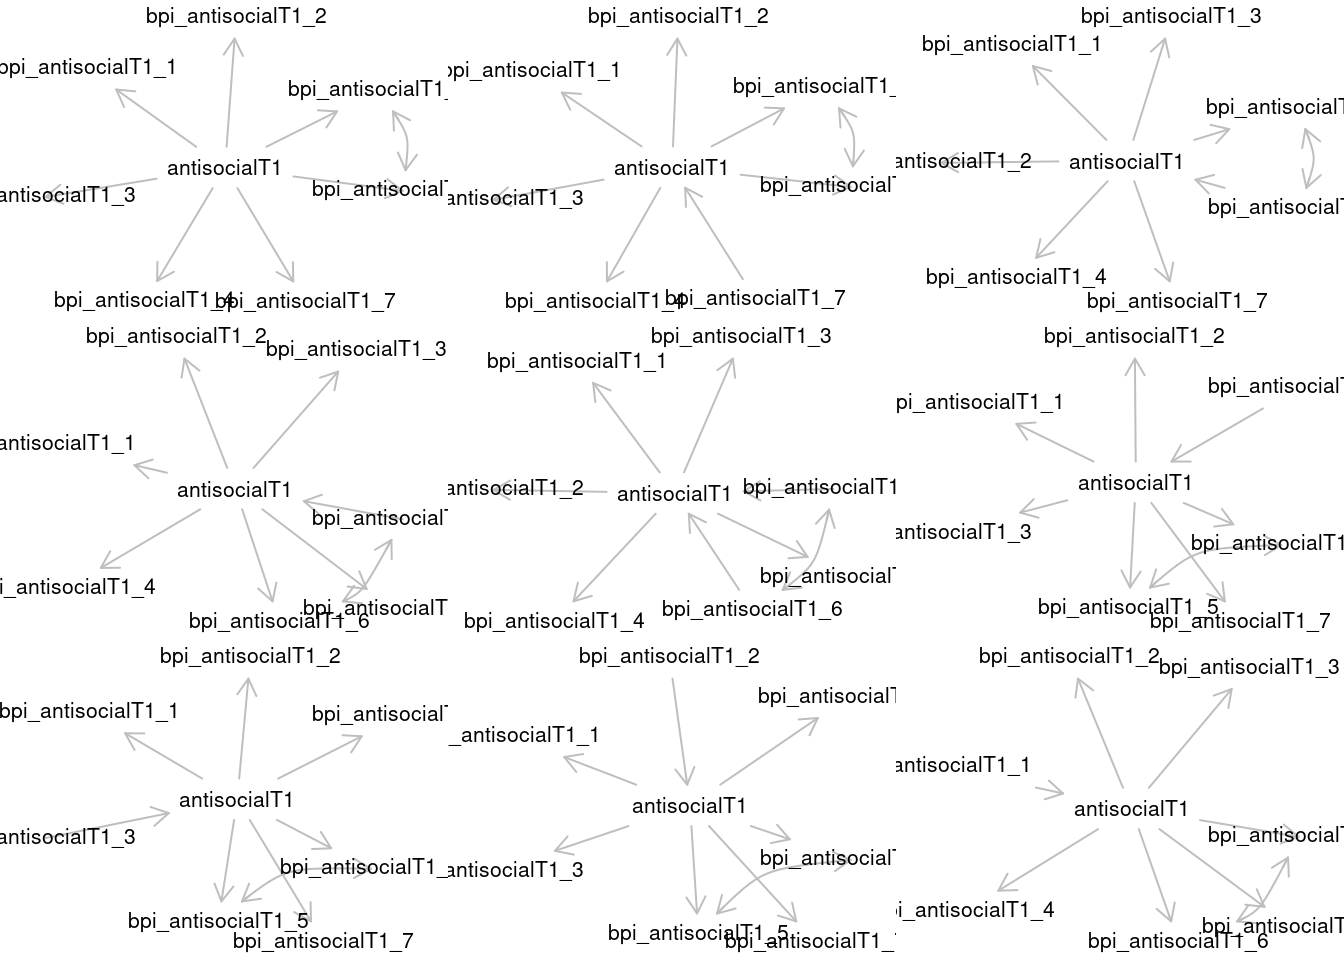 bpi_antisocialT1_2
bpi_antisocialT1_1
bpi_antisocialT1_
antisocialT1
antisocialT1_3
bpi_antisocialT
bpi_antisocialT1_4
bpi_antisocialT1_7
bpi_antisocialT1_2
bpi_antisocialT1_1
bpi_antisocialT1_
antisocialT1
antisocialT1_3
bpi_antisocialT
bpi_antisocialT1_4
bpi_antisocialT1_7
bpi_antisocialT1_3
bpi_antisocialT1_1
bpi_antisocialT
antisocialT1_2
antisocialT1
bpi_antisocialT
bpi_antisocialT1_4
bpi_antisocialT1_7
bpi_antisocialT1_2
bpi_antisocialT1_3
antisocialT1_1
antisocialT1
bpi_antisocialT
i_antisocialT1_4
bpi_antisocialT
bpi_antisocialT1_6
bpi_antisocialT1_3
bpi_antisocialT1_1
antisocialT1_2
antisocialT1
bpi_antisocialT1
bpi_antisocialT
bpi_antisocialT1_6
bpi_antisocialT1_4
bpi_antisocialT1_2
bpi_antisocialT
pi_antisocialT1_1
antisocialT1
antisocialT1_3
bpi_antisocialT1
bpi_antisocialT1_5
bpi_antisocialT1_7
bpi_antisocialT1_2
bpi_antisocialT1_1
bpi_antisocialT
antisocialT1
antisocialT1_3
bpi_antisocialT1_
bpi_antisocialT1_5
bpi_antisocialT1_7
bpi_antisocialT1_2
bpi_antisocialT
_antisocialT1_1
antisocialT1
bpi_antisocialT
antisocialT1_3
bpi_antisocialT1_5
bpi_antisocialT1_
bpi_antisocialT1_2
bpi_antisocialT1_3
antisocialT1_1
antisocialT1
bpi_antisocialT
i_antisocialT1_4
bpi_antisocialT
bpi_antisocialT1_6